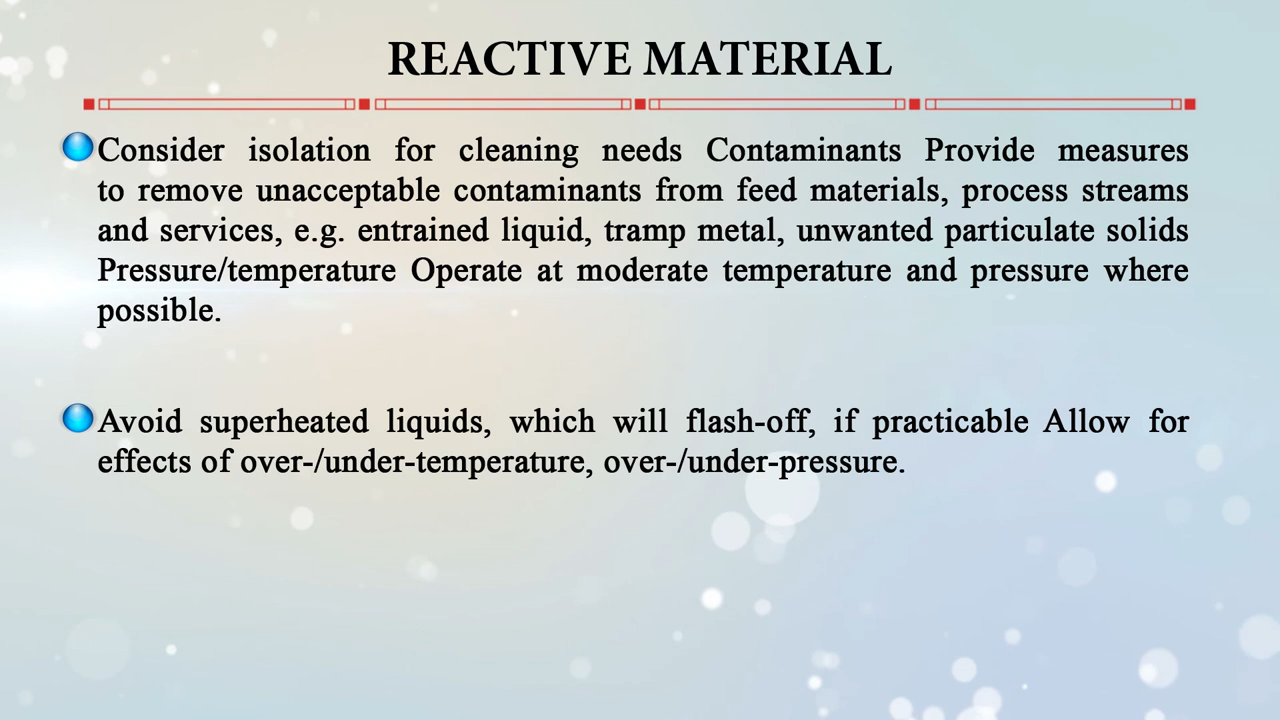 REACTIVE MATERIAL
Consider isolation for cleaning needs Contaminants Provide measures
to remove unacceptable contaminants from feed materials, process streams
and services, e.g. entrained liquid, tramp metal, unwanted particulate solids
Pressure/temperature Operate at moderate temperature and pressure where
possible.
Avoid superheated liquids, which will flash-off, if practicable Allow for
effects of over-/under-temperature, over-/under-pressure.